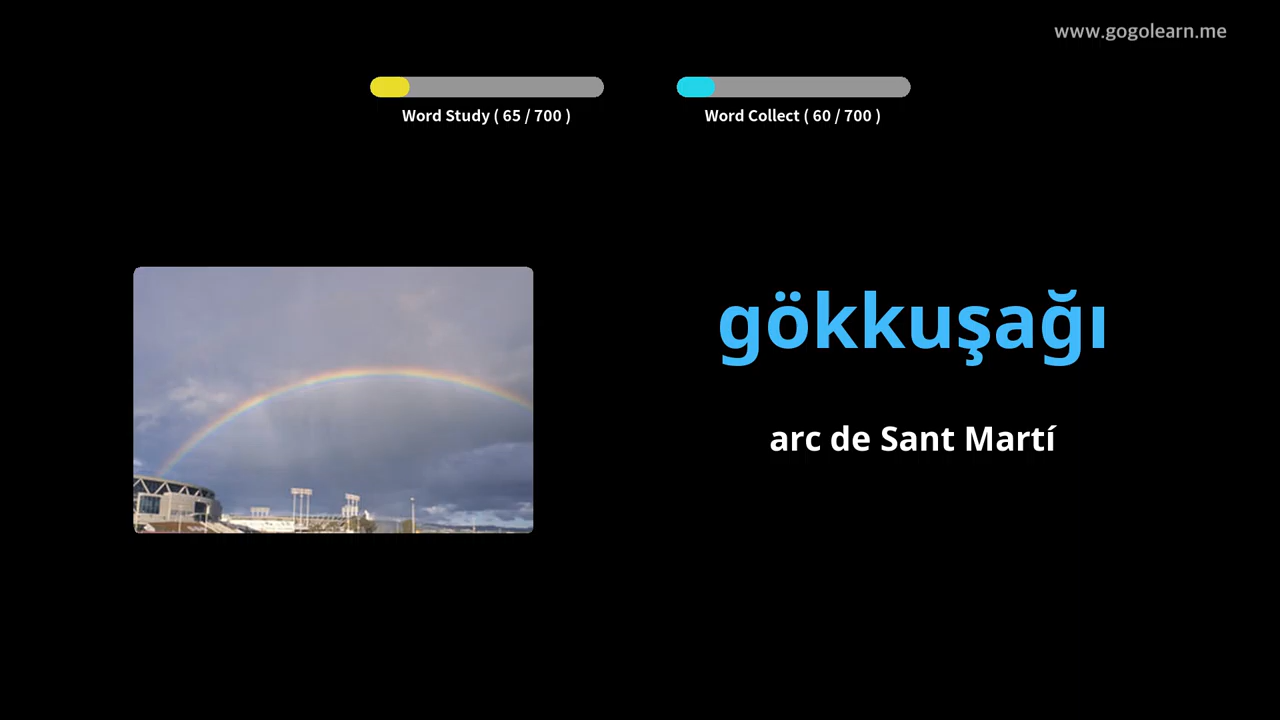 www.gogolearn.me
Word Study ( 65 / 700 )
Word Collect ( 60 / 700 )
gökkuşağı
arc de Sant Martí